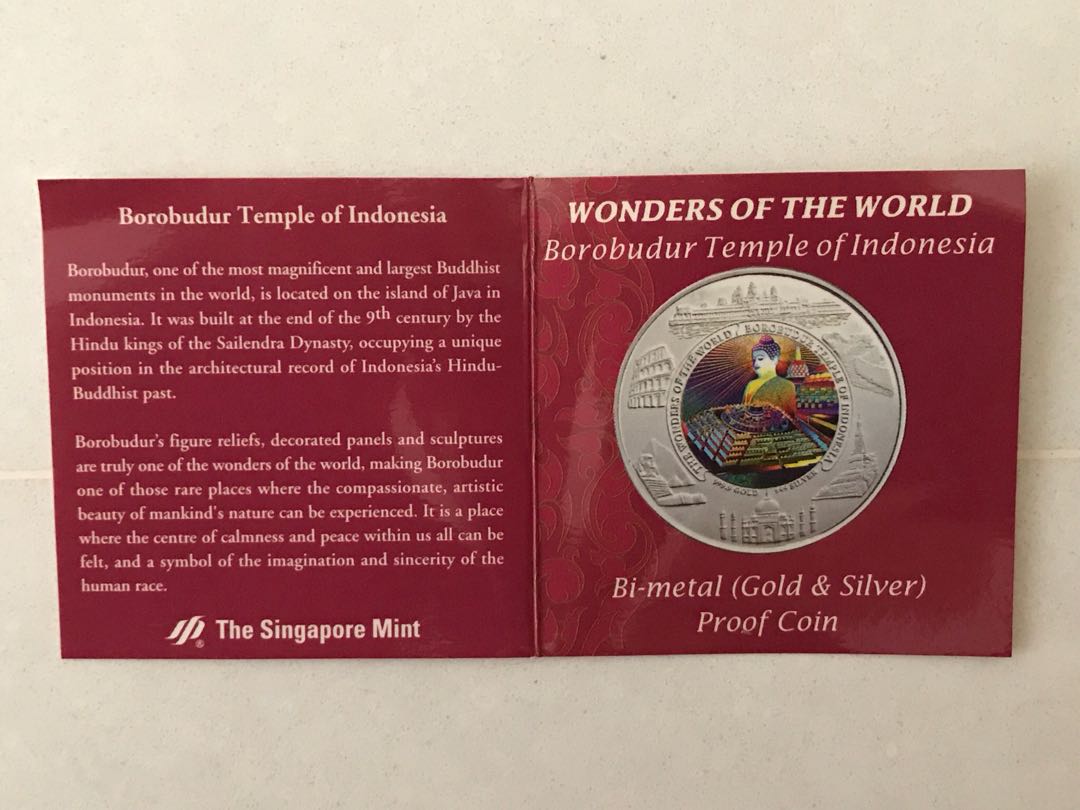 Borobudur Temple of Indonesia
Borobudur, one of the most magnificent and largest Buddhist
monuments in the world, is located on the island of Java in
Indonesia. It was built at the end of the 9th century by the
Hindu kings of the Sailendra Dynasty, occupying a unique
position in the architectural record of Indonesia's Hindu-
Buddhist past.
Borobudur's figure reliefs, decorated panels and sculptures
are truly one of the wonders of the world, making Borobudur
one of those rare places where the compassionate, artistic
beauty of mankind's nature can be experienced. It is a place
where the centre of calmness and peace within us all can be
felt, and a symbol of the imagination and sincerity of the
human race.
The Singapore Mint
®
WONDERS OF THE WORLD
Borobudur Temple of Indonesia
THE WONDERS OF THE WORLD / BOROBUDUR TEMPLE OF INDONESIA
999.9 GOLD / SILVER
Bi-metal (Gold & Silver)
Proof Coin